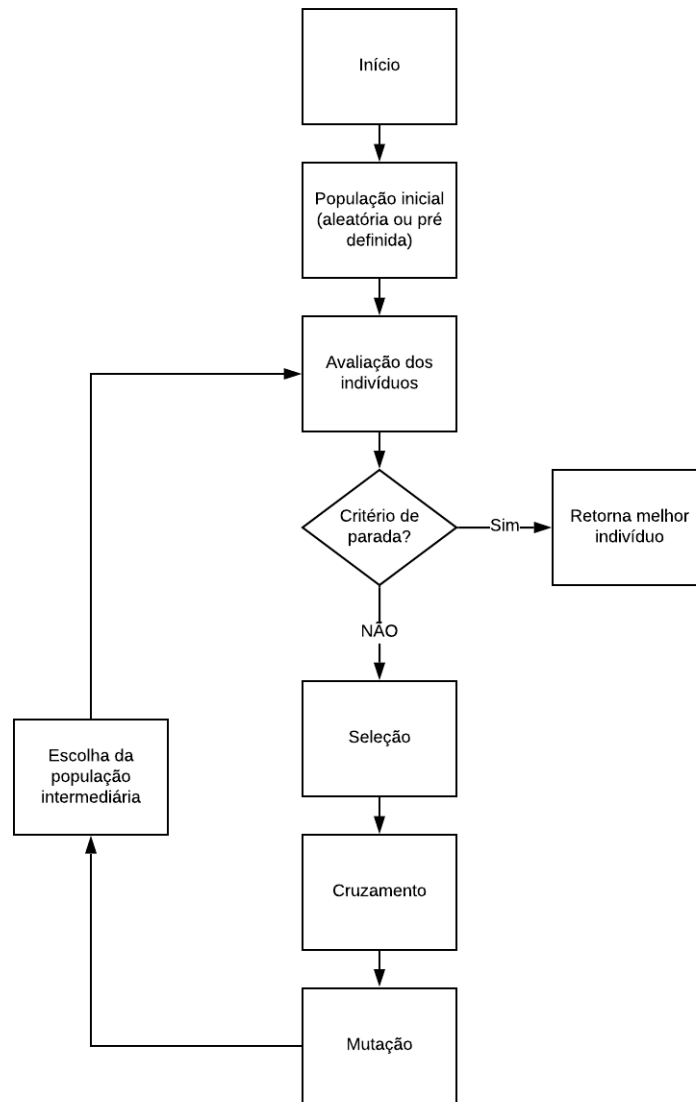 Início
População inicial
(aleatória ou pré
definida)
Avaliação dos
indivíduos
Critério de
parada?
Sim
Retorna melhor
indivíduo
NÃO
Seleção
Escolha da
população
intermediária
Cruzamento
Mutação